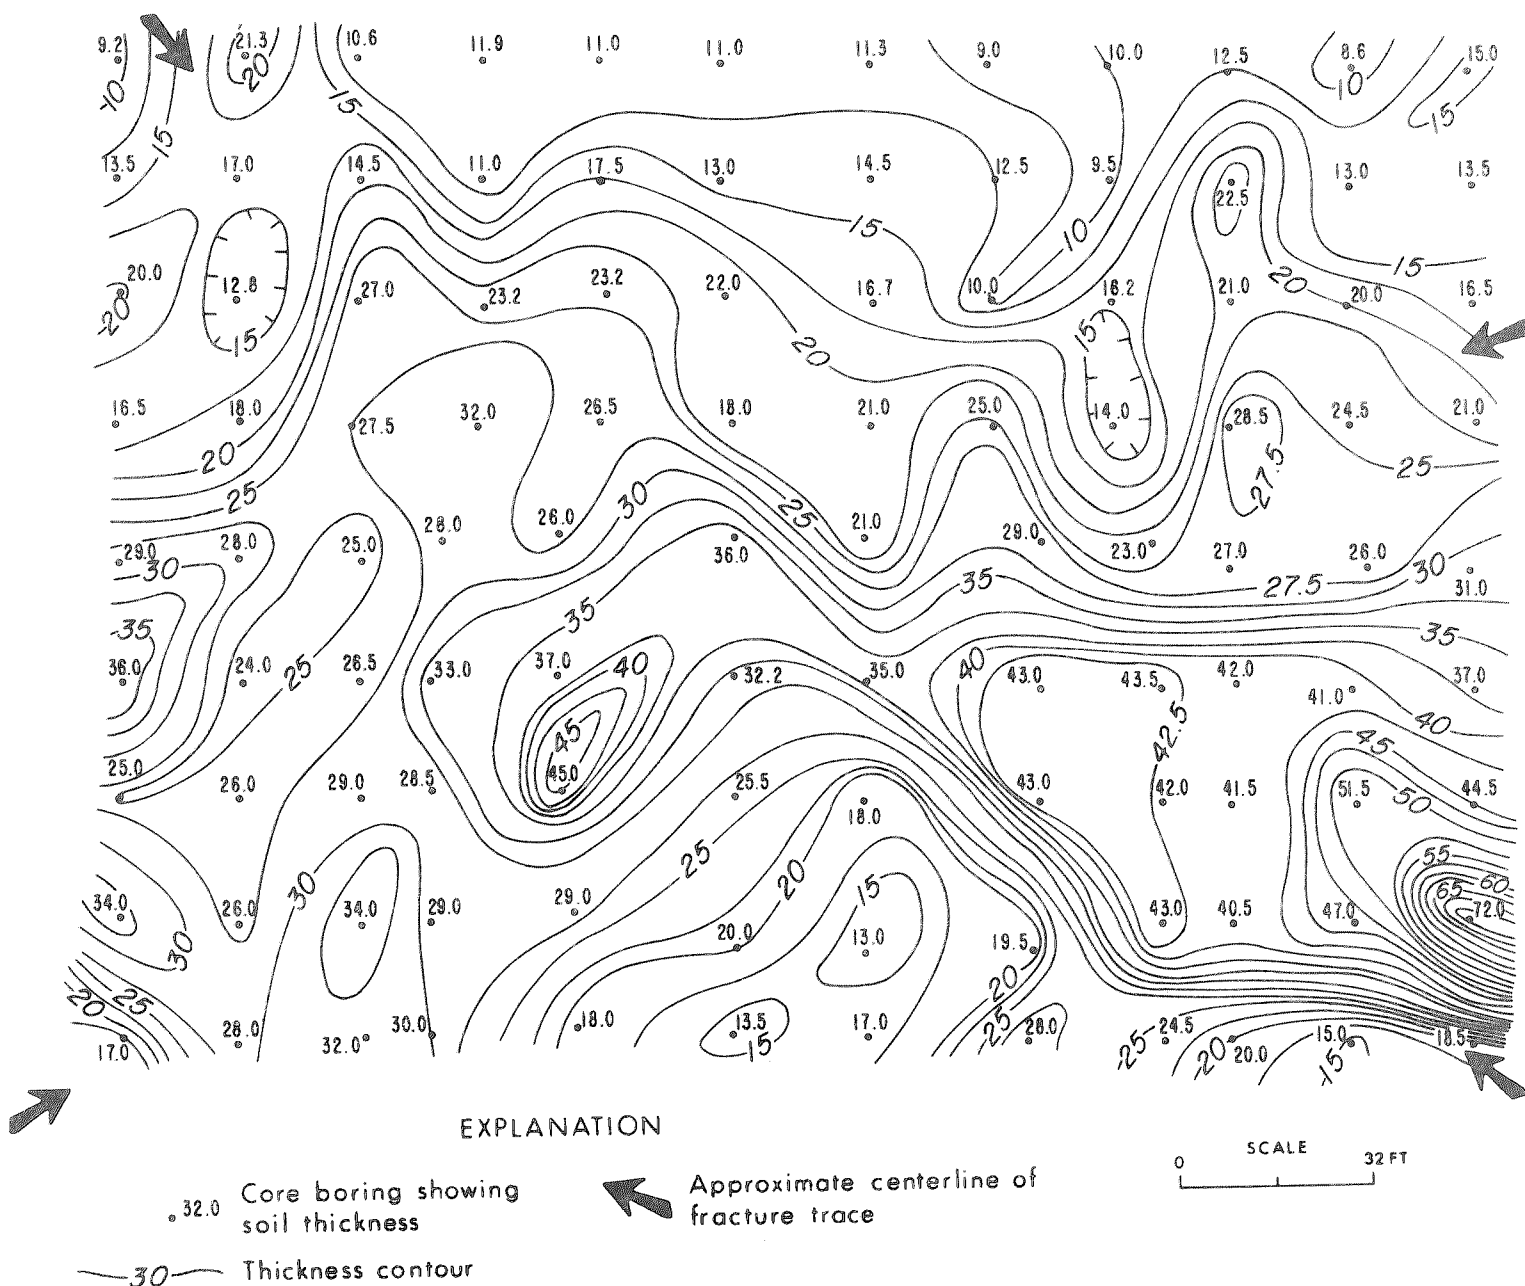 9.2 21.3 10.6 11.9 11.0 11.0 11.3 9.0 10.0 12.5 8.6 15.0
10 20 15 10 15
15
13.5 17.0 14.5 11.0 17.5 13.0 14.5 12.5 9.5 22.5 13.0 13.5
15 10 15
20.0 12.8 27.0 23.2 23.2 22.0 16.7 10.0 16.2 21.0 20 20.0 16.5
20 15 20 15
16.5 18.0 27.5 32.0 26.5 18.0 21.0 25.0 14.0 28.5 24.5 21.0
20 25 30 25 27.5 25
29.0 28.0 25.0 28.0 26.0 36.0 21.0 29.0 23.0 27.0 26.0 31.0
30 35 35 27.5 30
35 35
36.0 24.0 25 26.5 33.0 37.0 40 32.2 35.0 40 43.0 43.5 42.0 41.0 37.0
45 42.5 45 40
25.0 26.0 29.0 28.5 45.0 25.5 18.0 43.0 42.0 41.5 51.5 50 44.5
30 25 20 15 55 60
34.0 26.0 34.0 29.0 29.0 20.0 13.0 19.5 43.0 40.5 47.0 65 72.0
30
20 25 20
17.0 28.0 32.0 30.0 18.0 13.5 17.0 25 28.0 25 24.5 20 20.0 15.0 18.5
15 15
EXPLANATION
32.0 Core boring showing
soil thickness
30 Thickness contour
Approximate centerline of
fracture trace
SCALE
0 32 FT